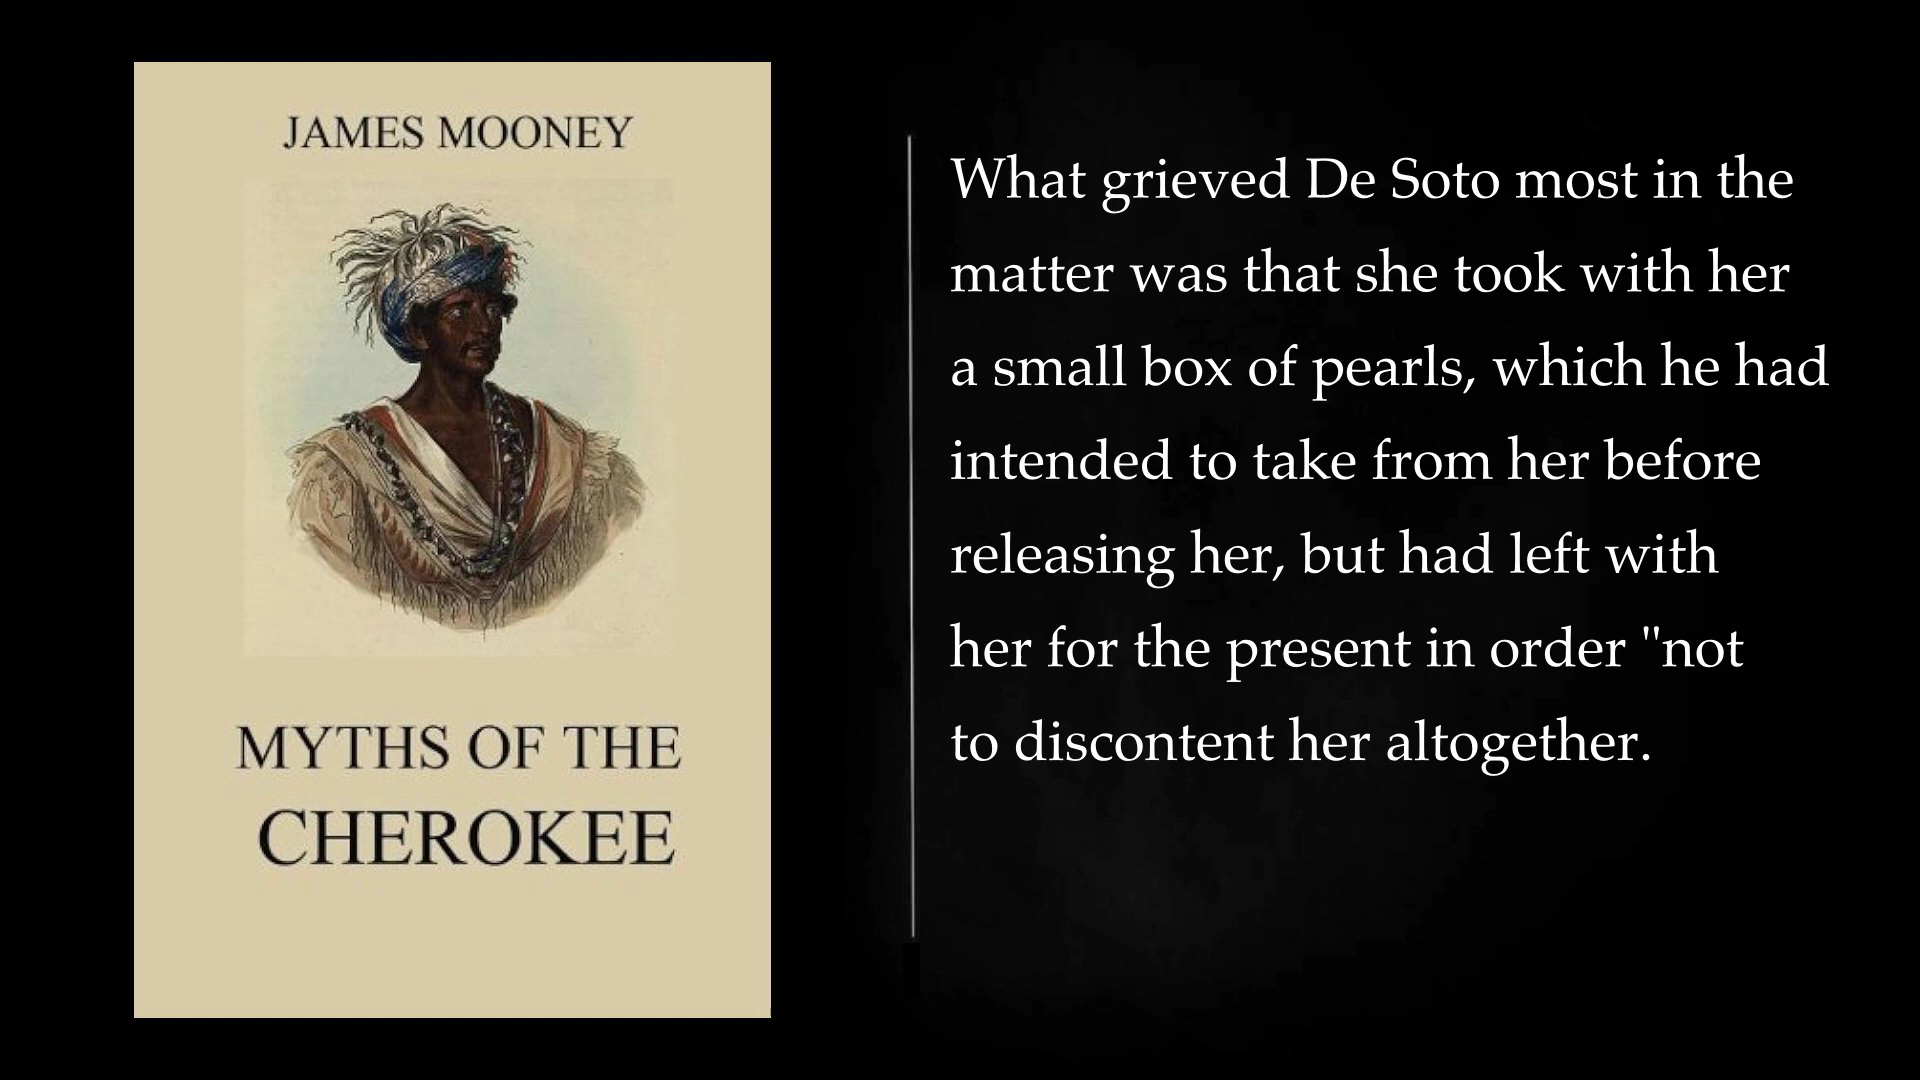 JAMES MOONEY
MYTHS OF THE
CHEROKEE
What grieved De Soto most in the
matter was that she took with her
a small box of pearls, which he had
intended to take from her before
releasing her, but had left with
her for the present in order "not
to discontent her altogether.